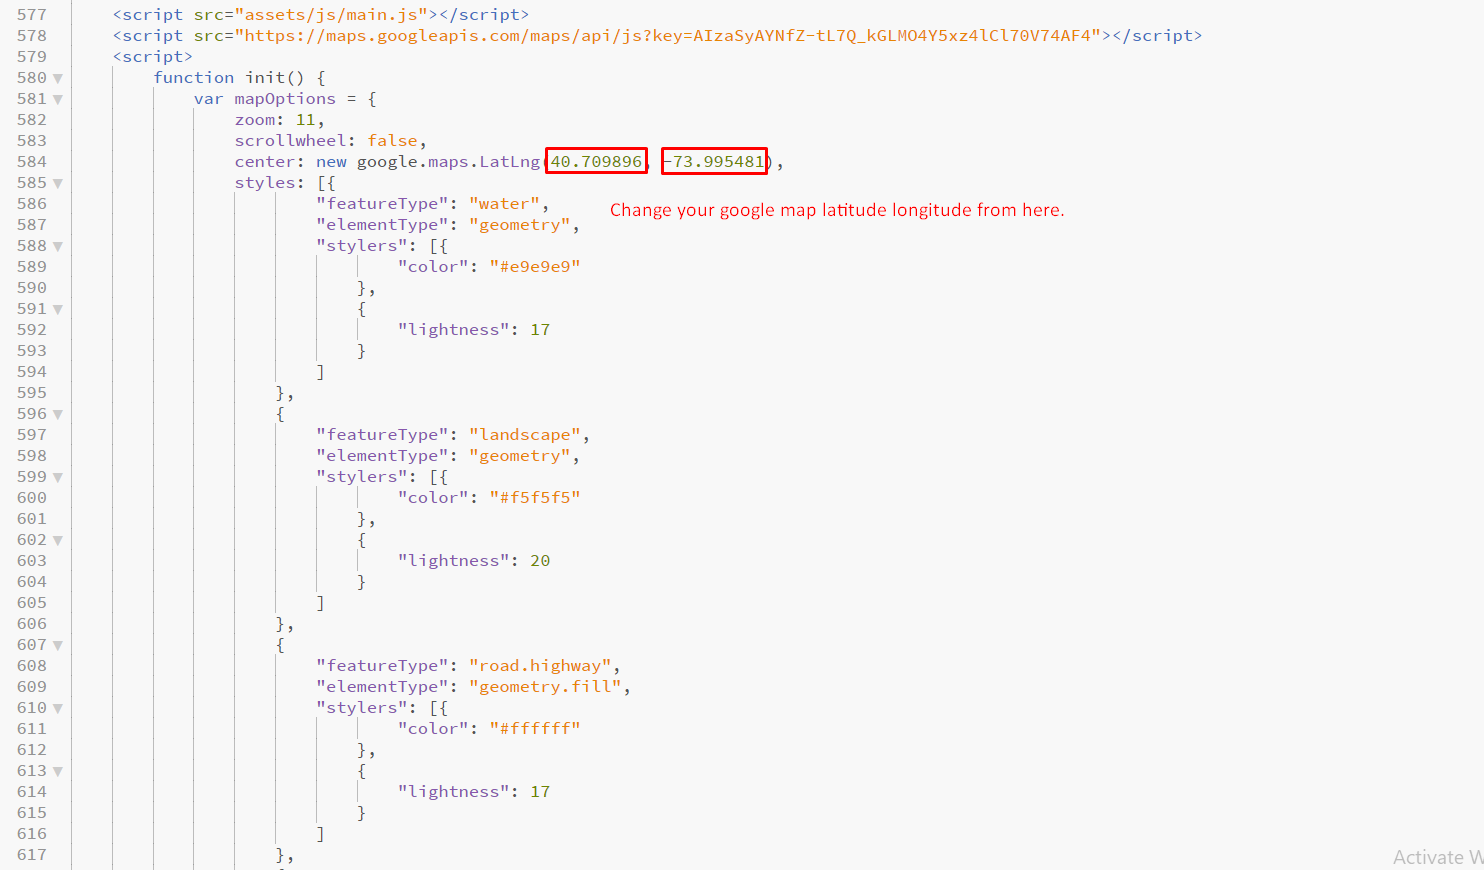 577 <script src="assets/js/main.js"></script>
578 <script src="https://maps.googleapis.com/maps/api/js?key=AIzaSyAYNfZ-tL7Q_kGLMO4Y5xz4lCl70V74AF4"></script>
579 <script>
580 function init() {
581 var mapOptions = {
582 zoom: 11,
583 scrollwheel: false,
584 center: new google.maps.LatLng(40.709896, -73.995481),
585 styles: [{
586 "featureType": "water",
Change your google map latitude longitude from here.
587 "elementType": "geometry",
588 "stylers": [{
589 "color": "#e9e9e9"
590 },
591 {
592 "lightness": 17
593 }
594 ]
595 },
596 {
597 "featureType": "landscape",
598 "elementType": "geometry",
599 "stylers": [{
600 "color": "#f5f5f5"
601 },
602 {
603 "lightness": 20
604 }
605 ]
606 },
607 {
608 "featureType": "road.highway",
609 "elementType": "geometry.fill",
610 "stylers": [{
611 "color": "#ffffff"
612 },
613 {
614 "lightness": 17
615 }
616 ]
617 },
Activate W